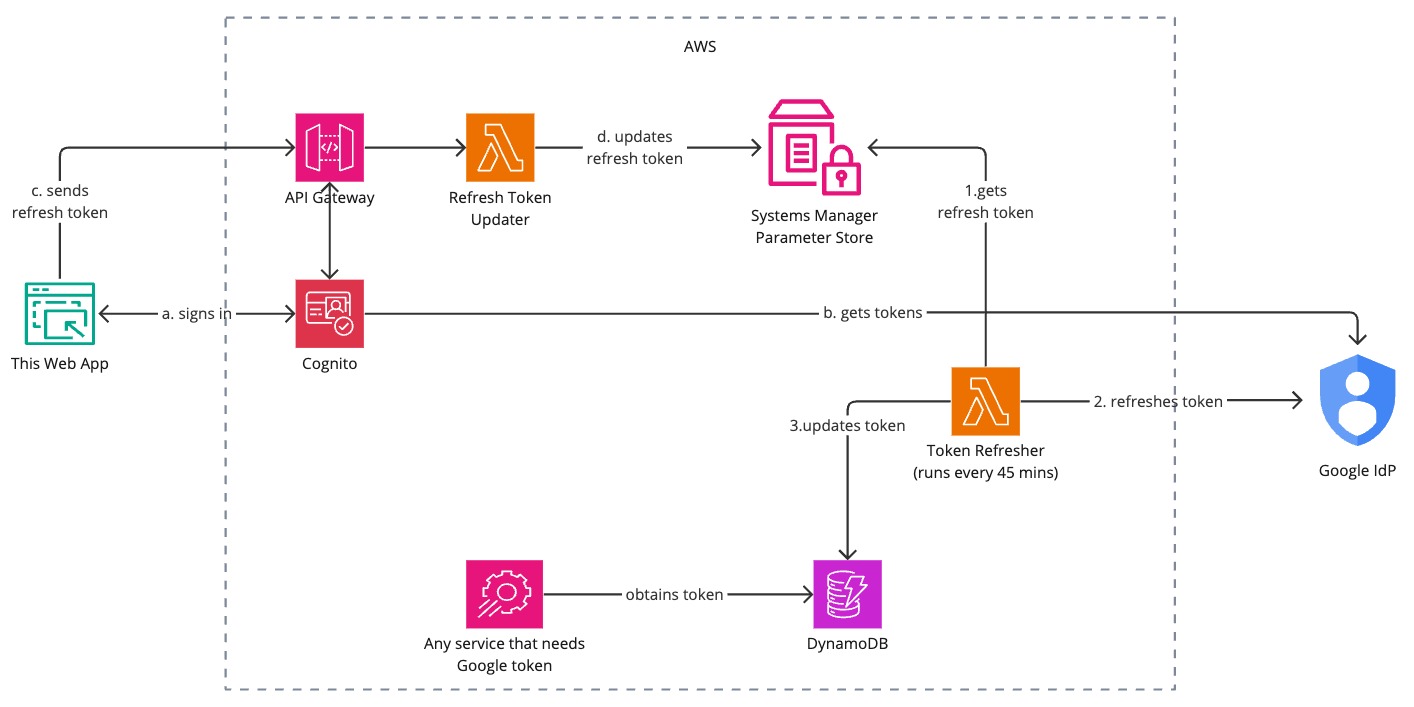 AWS
d. updates
refresh token
c. sends
refresh token
API Gateway
Refresh Token
Updater
1.gets
refresh token
Systems Manager
Parameter Store
a. signs in
b. gets tokens
This Web App
Cognito
2. refreshes token
3.updates token
Token Refresher
(runs every 45 mins)
Google IdP
obtains token
Any service that needs
Google token
DynamoDB